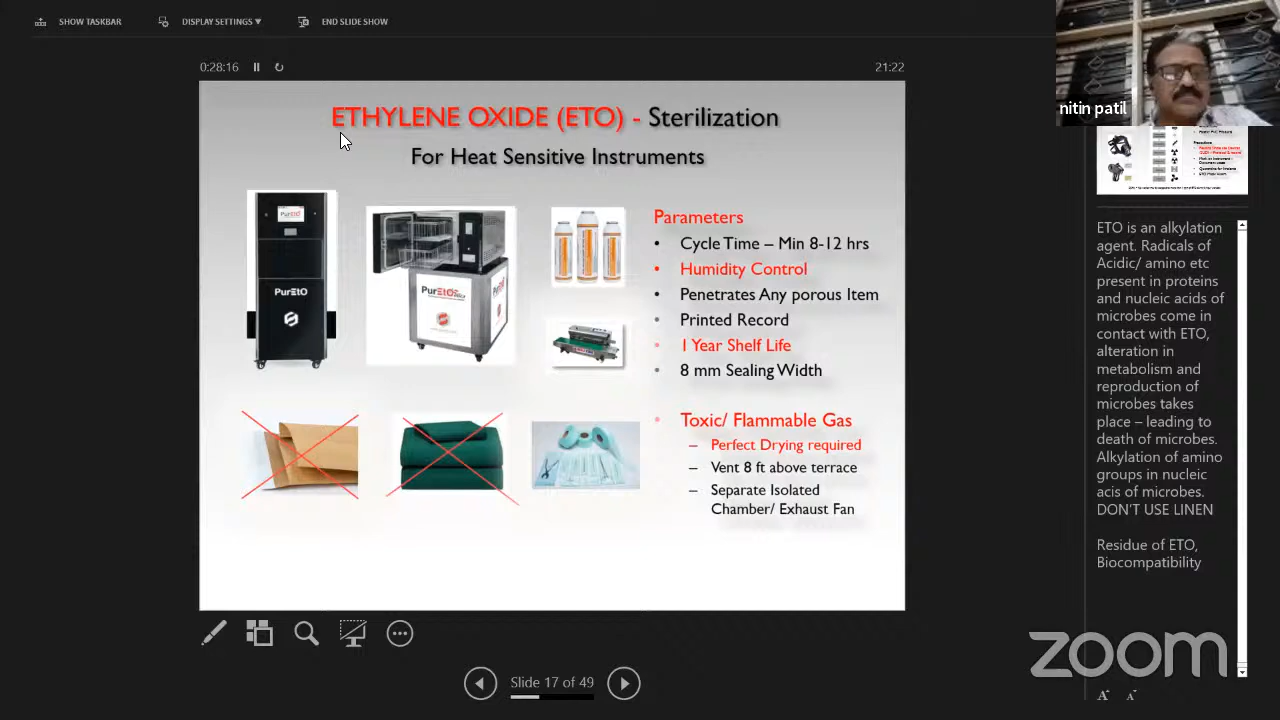 SHOW TASKBAR
DISPLAY SETTINGS ▼
END SLIDE SHOW
0:28:16
21:22
nitin patil
ETHYLENE OXIDE (ETO) - Sterilization
For Heat Sensitive Instruments
PurEtO
PurEtO
Parameters
• Cycle Time – Min 8-12 hrs
• Humidity Control
• Penetrates Any porous Item
• Printed Record
• 1 Year Shelf Life
• 8 mm Sealing Width
• Toxic/ Flammable Gas
– Perfect Drying required
– Vent 8 ft above terrace
– Separate Isolated
Chamber/ Exhaust Fan
ETO is an alkylation
agent. Radicals of
Acidic/ amino etc
present in proteins
and nucleic acids of
microbes come in
contact with ETO,
alteration in
metabolism and
reproduction of
microbes takes
place – leading to
death of microbes.
Alkylation of amino
groups in nucleic
acis of microbes.
DON'T USE LINEN
Residue of ETO,
Biocompatibility
Slide 17 of 49
zoom
A A